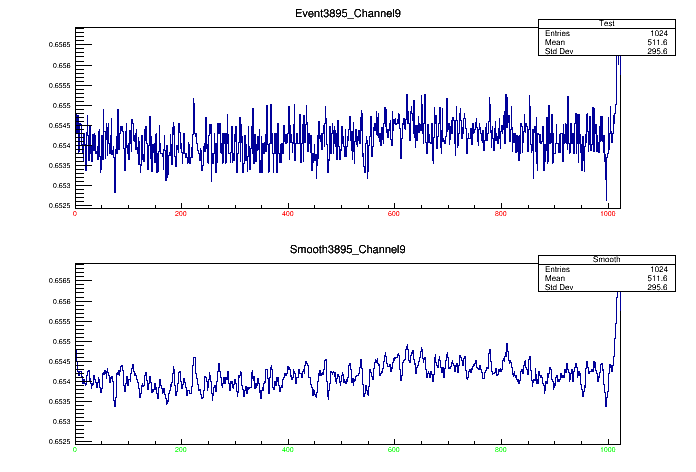 Event3895_Channel9
Test
Entries 1024
Mean 511.6
Std Dev 295.6
0.6565
0.656
0.6555
0.655
0.6545
0.654
0.6535
0.653
0.6525
0 200 400 600 800 1000
Smooth3895_Channel9
Smooth
Entries 1024
Mean 511.6
Std Dev 295.6
0.6565
0.656
0.6555
0.655
0.6545
0.654
0.6535
0.653
0.6525
0 200 400 600 800 1000